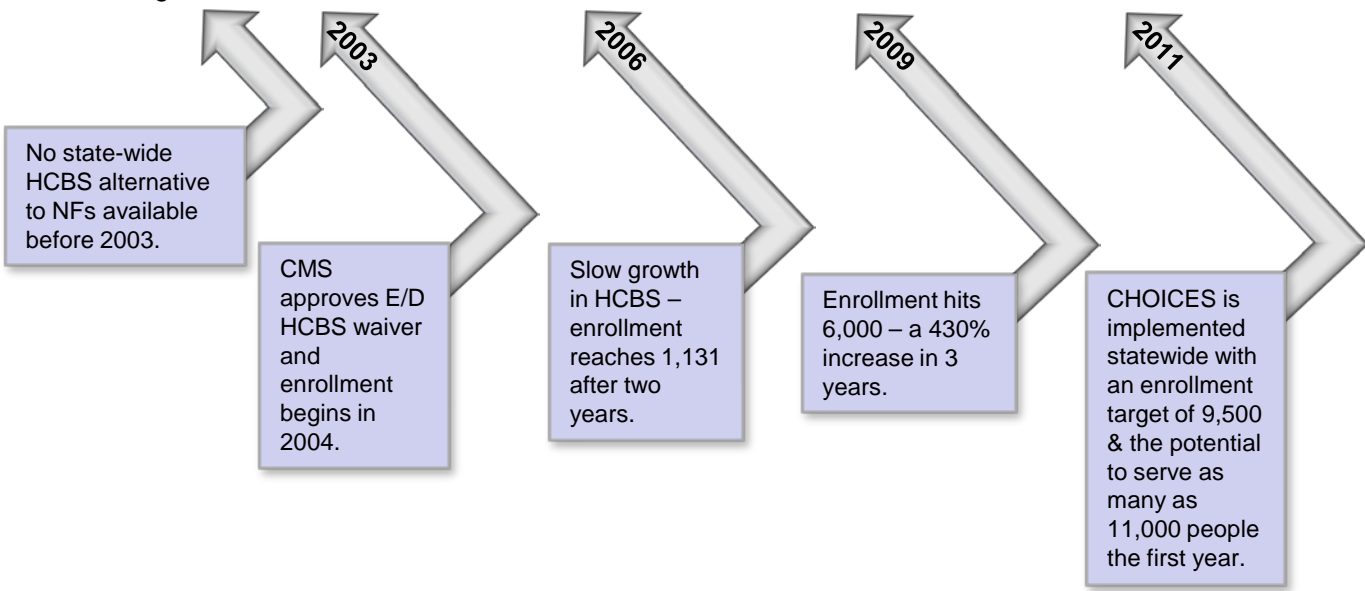 2003
2006
2009
2011
No state-wide
HCBS alternative
to NFs available
before 2003.
CMS
approves E/D
HCBS waiver
and
enrollment
begins in
2004.
Slow growth
in HCBS –
enrollment
reaches 1,131
after two
years.
Enrollment hits
6,000 – a 430%
increase in 3
years.
CHOICES is
implemented
statewide with
an enrollment
target of 9,500
& the potential
to serve as
many as
11,000 people
the first year.